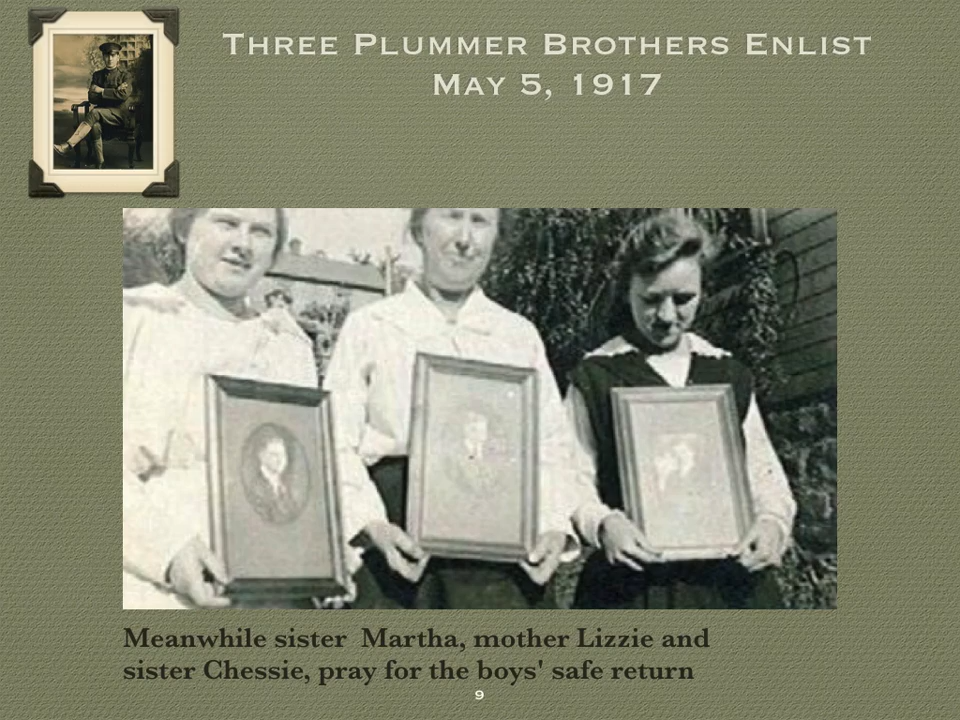 Three Plummer Brothers Enlist
May 5, 1917
Meanwhile sister  Martha, mother Lizzie and
sister Chessie, pray for the boys' safe return
9